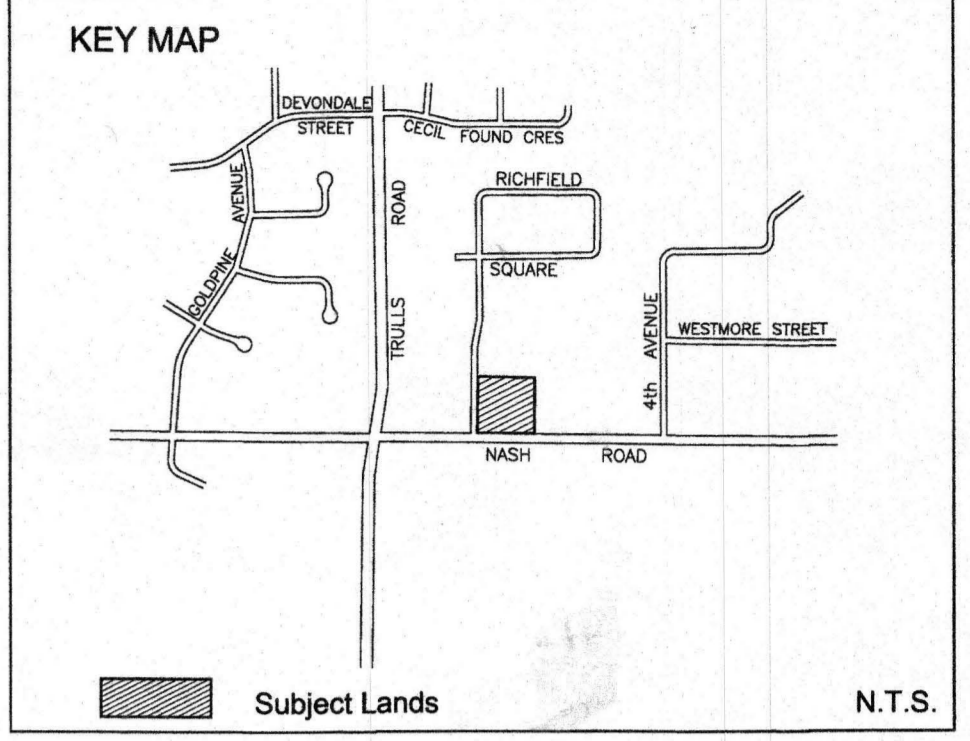 KEY MAP
DEVONDALE
STREET
CECIL FOUND CRES
AVENUE
GOLDPINE
ROAD
TRULLS
RICHFIELD
SQUARE
4th AVENUE
WESTMORE STREET
NASH ROAD
Subject Lands
N.T.S.